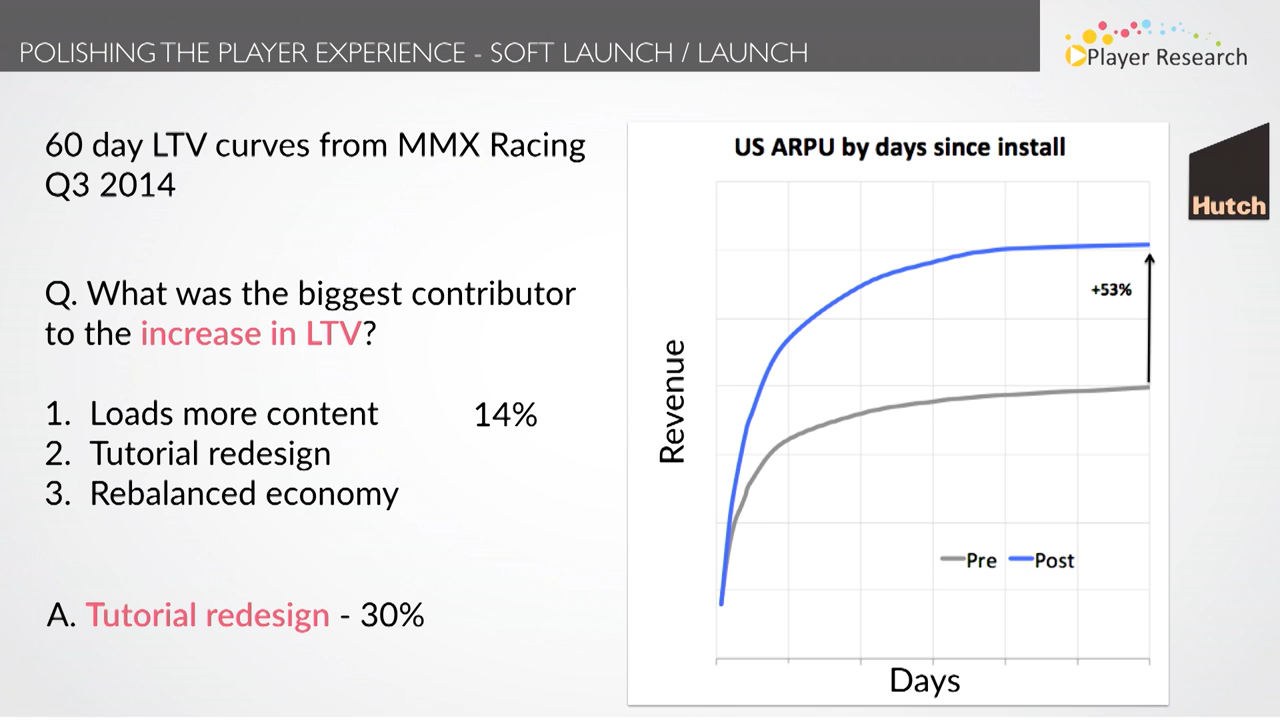 POLISHING THE PLAYER EXPERIENCE - SOFT LAUNCH / LAUNCH
Player Research
60 day LTV curves from MMX Racing
Q3 2014
Q. What was the biggest contributor
to the increase in LTV?
1. Loads more content 14%
2. Tutorial redesign
3. Rebalanced economy
A. Tutorial redesign - 30%
US ARPU by days since install
Revenue
+53%
Pre Post
Days
Hutch